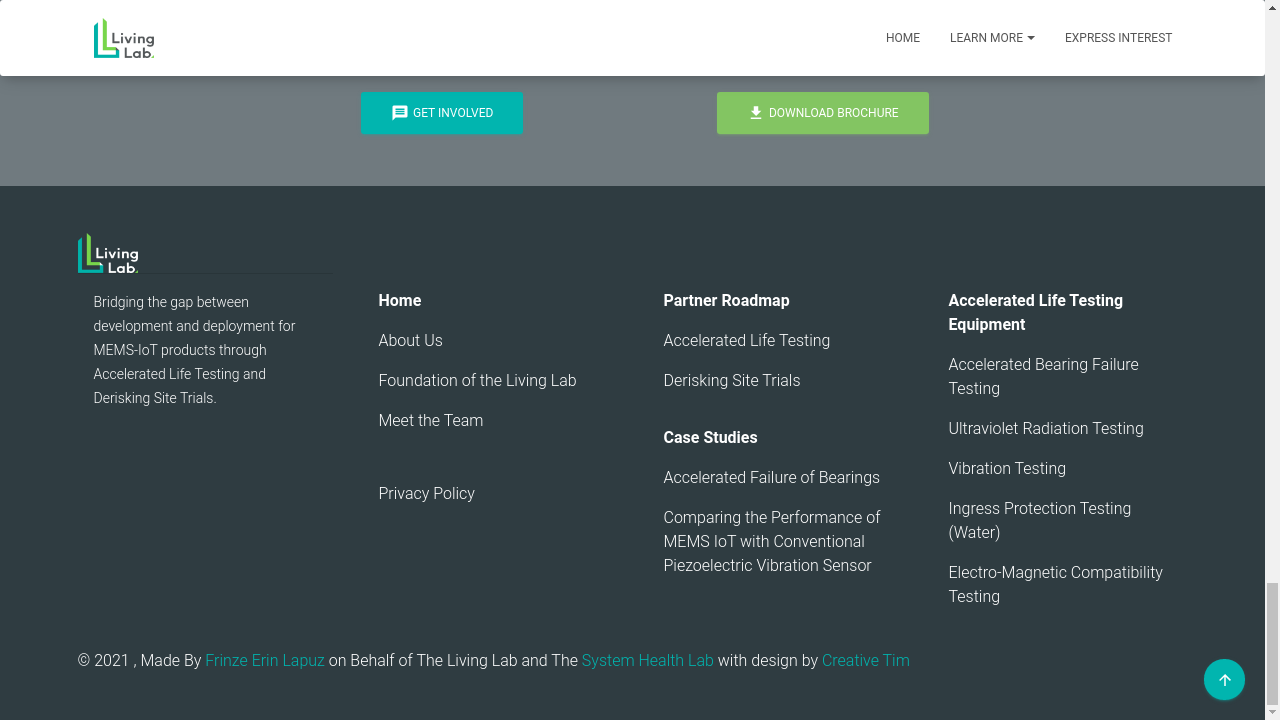 Living
Lab.
HOME
LEARN MORE
EXPRESS INTEREST
GET INVOLVED
DOWNLOAD BROCHURE
Living
Lab.
Bridging the gap between
development and deployment for
MEMS-IoT products through
Accelerated Life Testing and
Derisking Site Trials.
Home
About Us
Foundation of the Living Lab
Meet the Team
Privacy Policy
Partner Roadmap
Accelerated Life Testing
Derisking Site Trials
Case Studies
Accelerated Failure of Bearings
Comparing the Performance of
MEMS IoT with Conventional
Piezoelectric Vibration Sensor
Accelerated Life Testing
Equipment
Accelerated Bearing Failure
Testing
Ultraviolet Radiation Testing
Vibration Testing
Ingress Protection Testing
(Water)
Electro-Magnetic Compatibility
Testing
© 2021 , Made By Frinze Erin Lapuz on Behalf of The Living Lab and The System Health Lab with design by Creative Tim